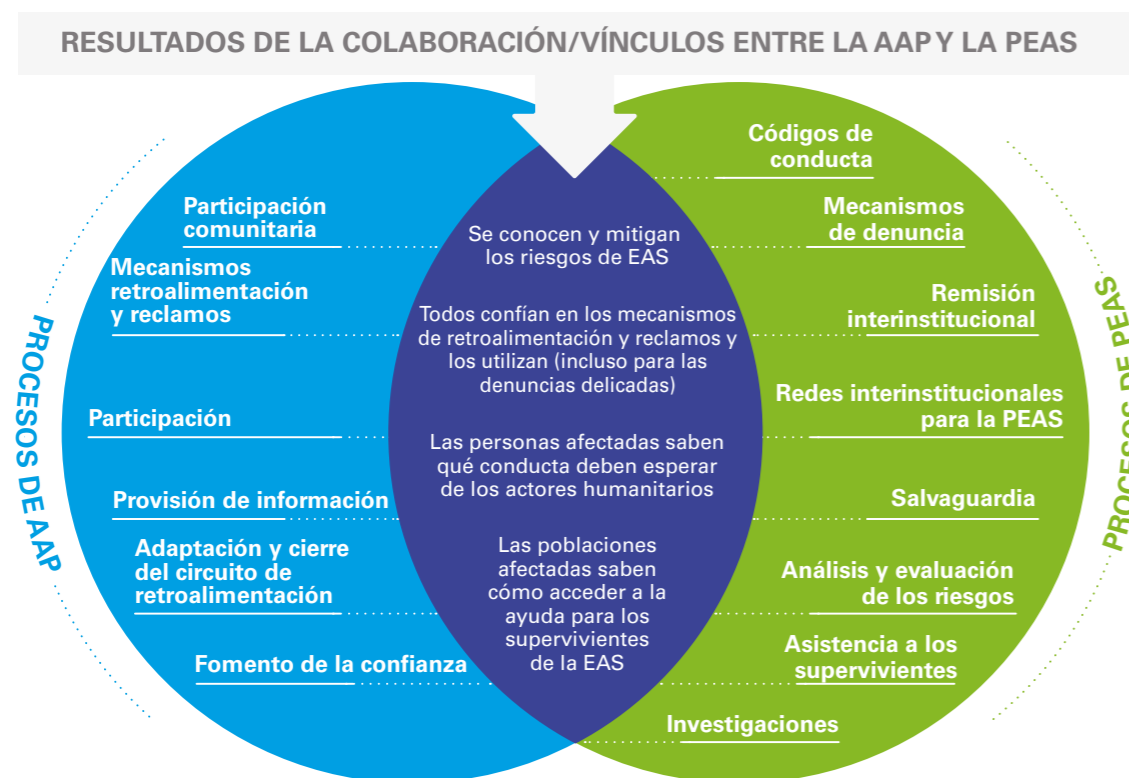 RESULTADOS DE LA COLABORACIÓN/VÍNCULOS ENTRE LA AAP Y LA PEAS
PROCESOS DE AAP
Participación
comunitaria
Mecanismos
retroalimentación
y reclamos
Participación
Provisión de información
Adaptación y cierre
del circuito de
retroalimentación
Fomento de la confianza
Se conocen y mitigan
los riesgos de EAS
Todos confían en los mecanismos
de retroalimentación y reclamos y
los utilizan (incluso para las
denuncias delicadas)
Las personas afectadas saben
qué conducta deben esperar
de los actores humanitarios
Las poblaciones
afectadas saben
cómo acceder a la
ayuda para los
supervivientes
de la EAS
Códigos de
conducta
Mecanismos
de denuncia
Remisión
interinstitucional
Redes interinstitucionales
para la PEAS
Salvaguardia
Análisis y evaluación
de los riesgos
Asistencia a los
supervivientes
Investigaciones
PROCESOS DE PEAS